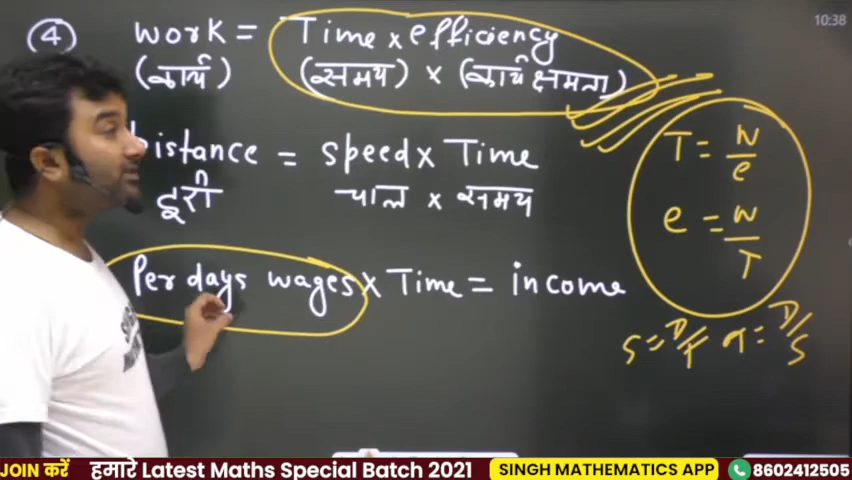 10:38
④ work = Time × efficiency
(कार्य) (समय) × (कार्य क्षमता)
Distance = speed × Time
दुरी चाल × समय
Per days wages × Time = income
T = W/e
e = W/T
S = D/T T = D/S
JOIN करें हमारे Latest Maths Special Batch 2021 SINGH MATHEMATICS APP 8602412505